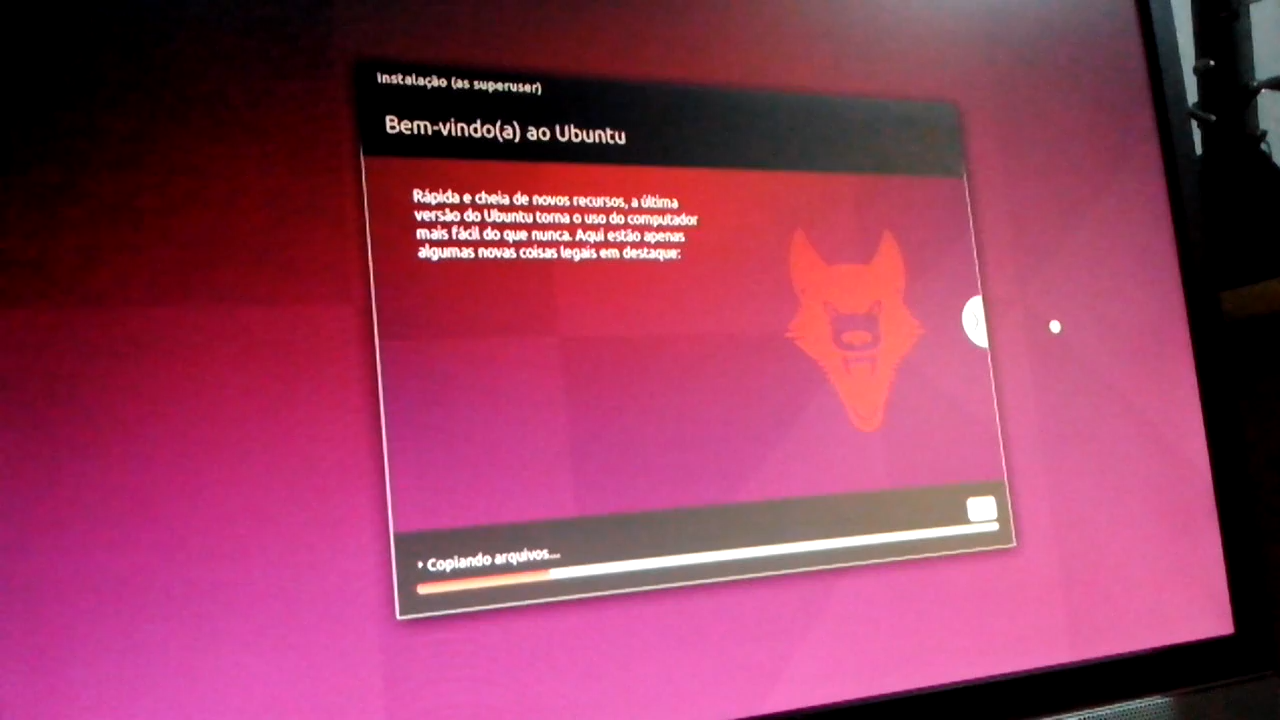 Instalação (as superuser)
Bem-vindo(a) ao Ubuntu
Rápida e cheia de novos recursos, a última
versão do Ubuntu torna o uso do computador
mais fácil do que nunca. Aqui estão apenas
algumas novas coisas legais em destaque:
Copiando arquivos...